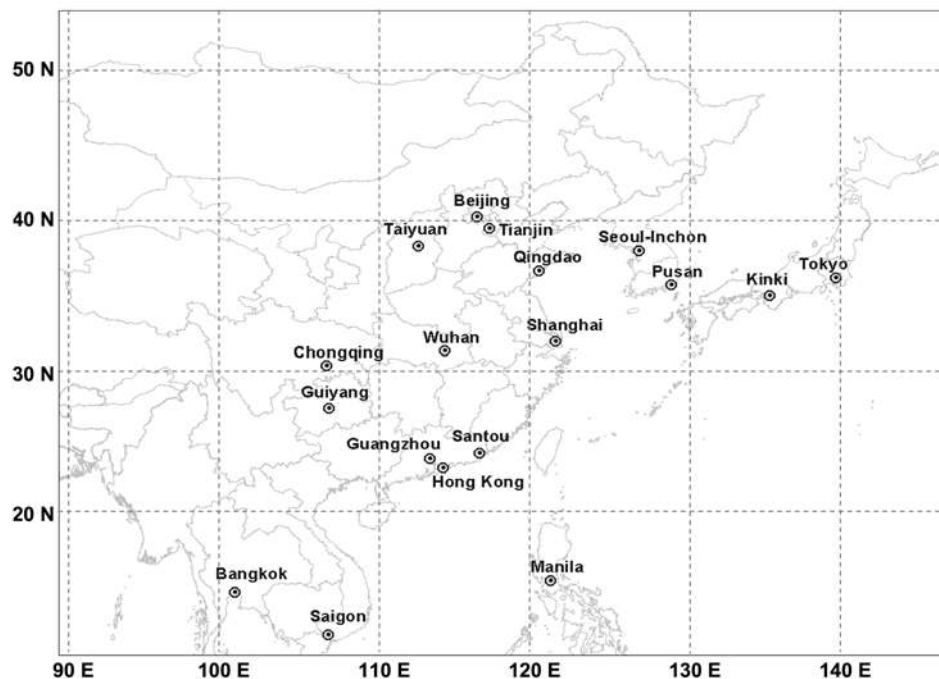 50 N
Beijing
40 N
Taiyuan
Tianjin
Seoul-Inchon
Qingdao
Tokyo
Pusan
Kinki
Shanghai
Wuhan
Chongqing
30 N
Guiyang
Santou
Guangzhou
Hong Kong
20 N
Manila
Bangkok
Saigon
90 E 100 E 110 E 120 E 130 E 140 E